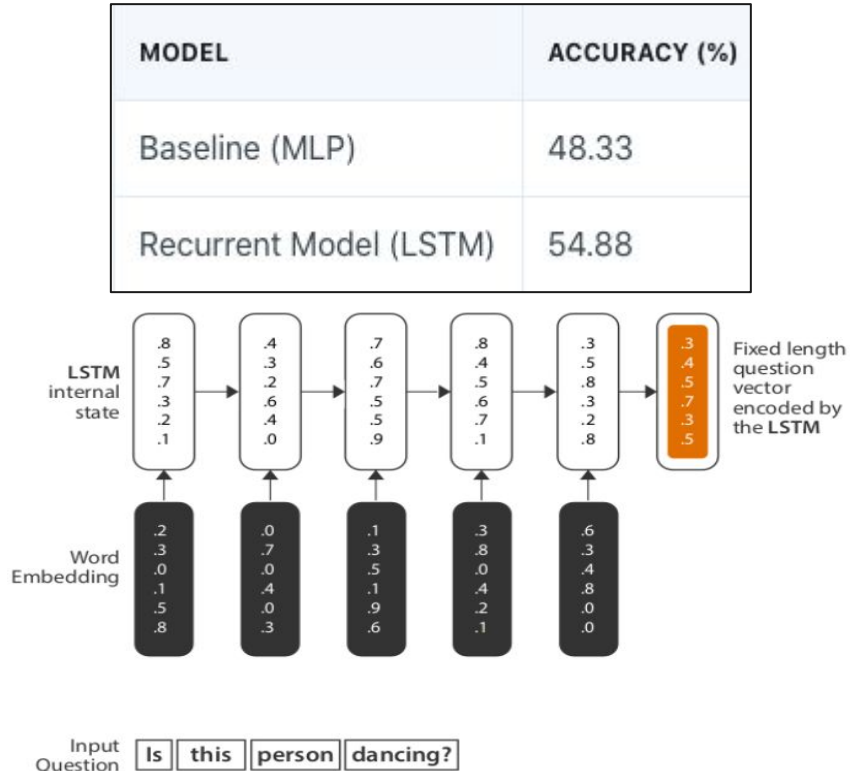 MODEL ACCURACY (%)
Baseline (MLP) 48.33
Recurrent Model (LSTM) 54.88
LSTM
internal
state
.8 .4 .7 .8 .3 .3
.5 .3 .6 .4 .5 .4
.7 .2 .7 .5 .8 .5
.3 .6 .5 .6 .3 .7
.2 .4 .5 .7 .2 .3
.1 .0 .9 .1 .8 .5
Fixed length
question
vector
encoded by
the LSTM
Word
Embedding
.2 .0 .1 .3 .6
.3 .7 .3 .8 .3
.0 .0 .5 .0 .4
.1 .4 .1 .4 .8
.5 .0 .9 .2 .0
.8 .3 .6 .1 .0
Input
Question
Is this person dancing?